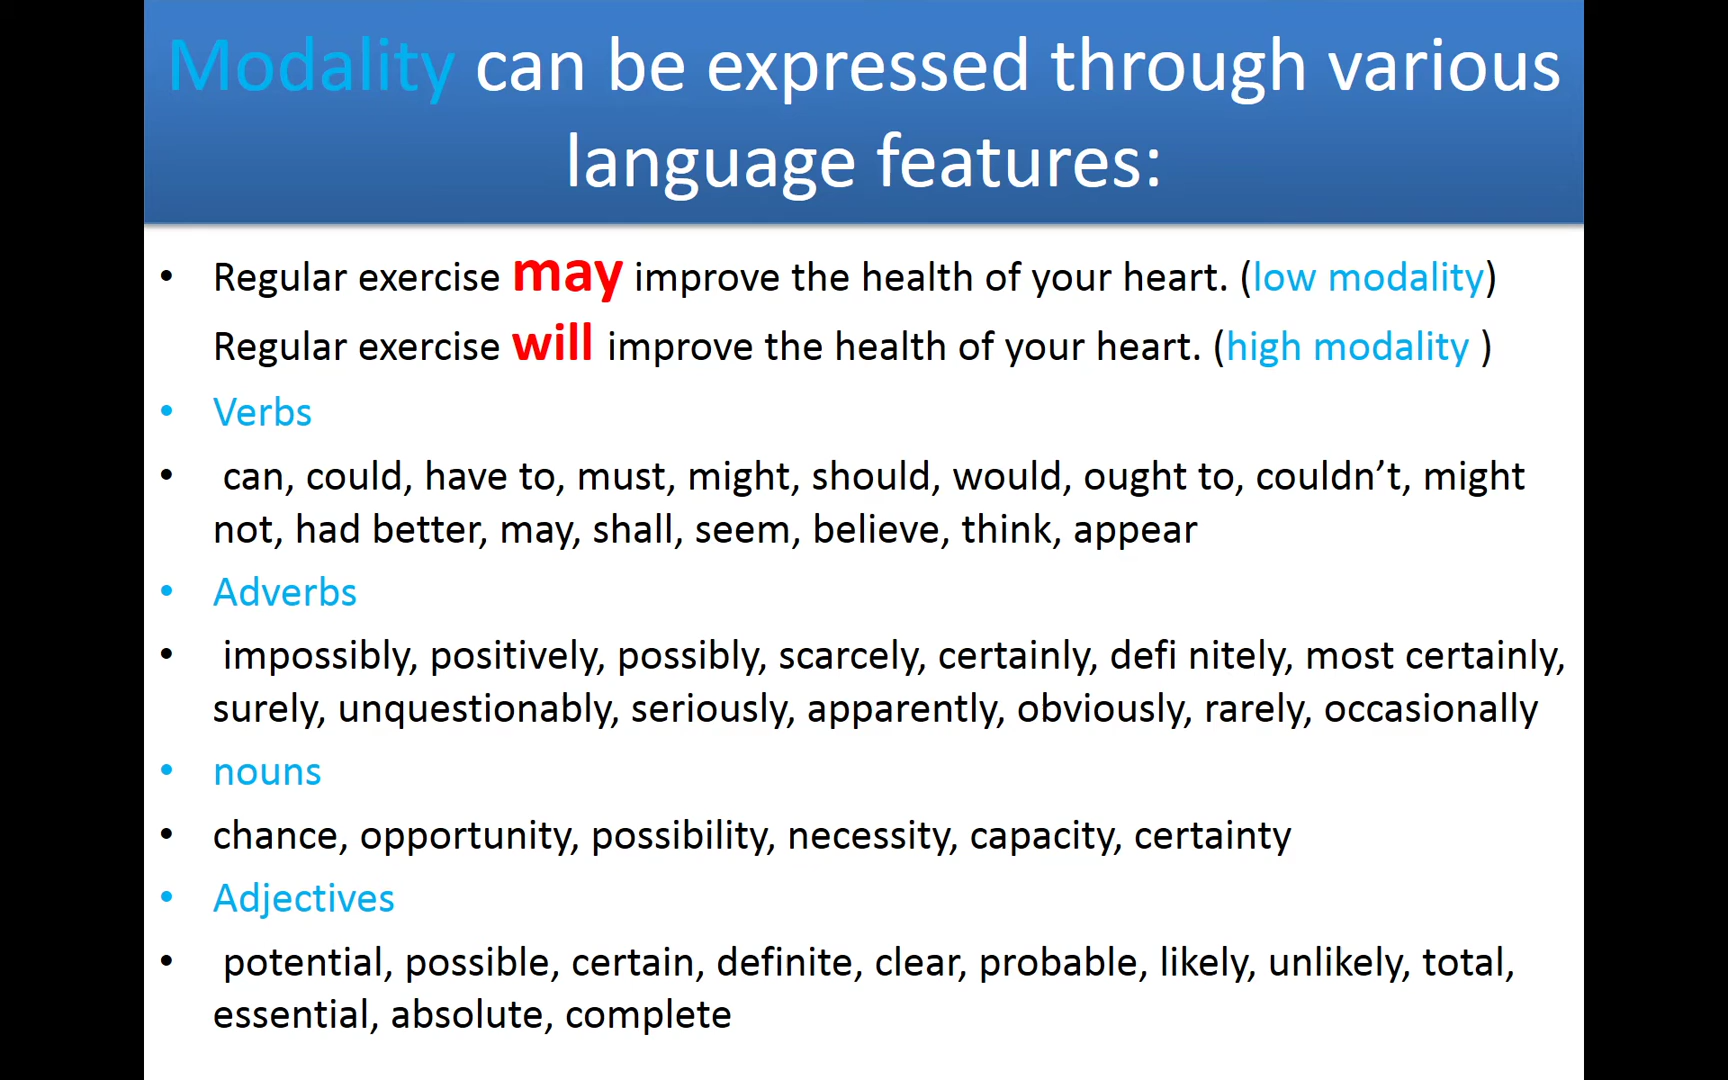 Modality can be expressed through various
language features:
• Regular exercise may improve the health of your heart. (low modality)
Regular exercise will improve the health of your heart. (high modality )
• Verbs
• can, could, have to, must, might, should, would, ought to, couldn’t, might
not, had better, may, shall, seem, believe, think, appear
• Adverbs
• impossibly, positively, possibly, scarcely, certainly, defi nitely, most certainly,
surely, unquestionably, seriously, apparently, obviously, rarely, occasionally
• nouns
• chance, opportunity, possibility, necessity, capacity, certainty
• Adjectives
• potential, possible, certain, definite, clear, probable, likely, unlikely, total,
essential, absolute, complete